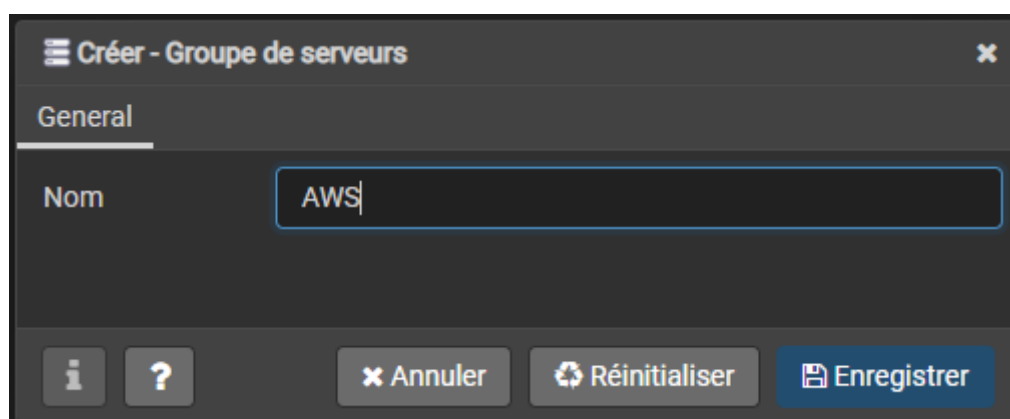 Créer - Groupe de serveurs
General
Nom AWS
? Annuler Réinitialiser Enregistrer